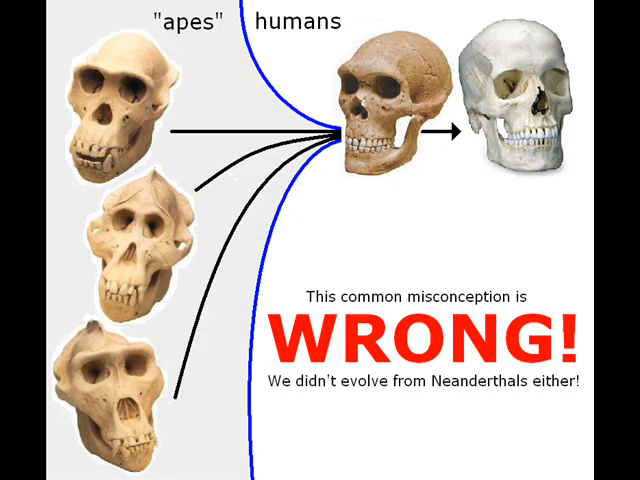 "apes" humans
This common misconception is
WRONG!
We didn't evolve from Neanderthals either!